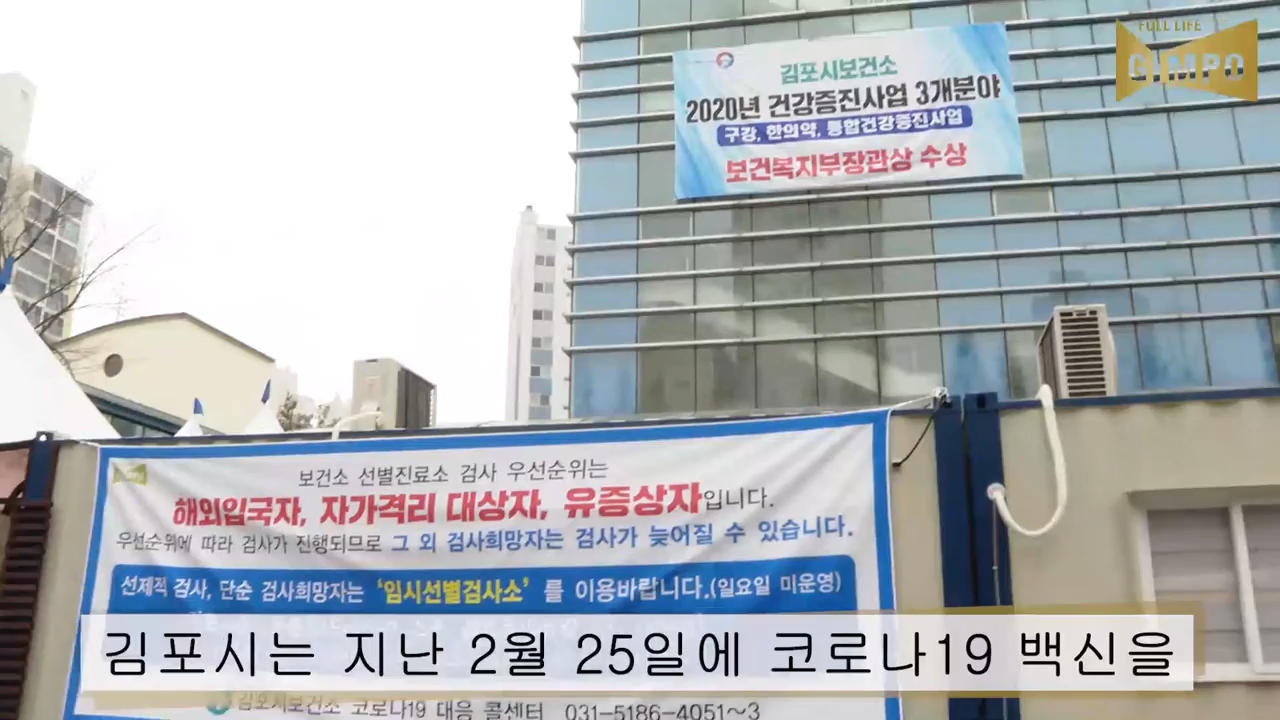 FULL LIFE
GIMPO
김포시보건소
2020년 건강증진사업 3개분야
구강, 한의약, 통합건강증진사업
보건복지부장관상 수상
보건소 선별진료소 검사 우선순위는
해외입국자, 자가격리 대상자, 유증상자입니다.
우선순위에 따라 검사가 진행되므로 그 외 검사희망자는 검사가 늦어질 수 있습니다.
선제적 검사, 단순 검사희망자는 '임시선별검사소' 를 이용바랍니다.(일요일 미운영)
김포시는 지난 2월 25일에 코로나19 백신을
김포시보건소 코로나19 대응 콜센터 031-5186-4051~3